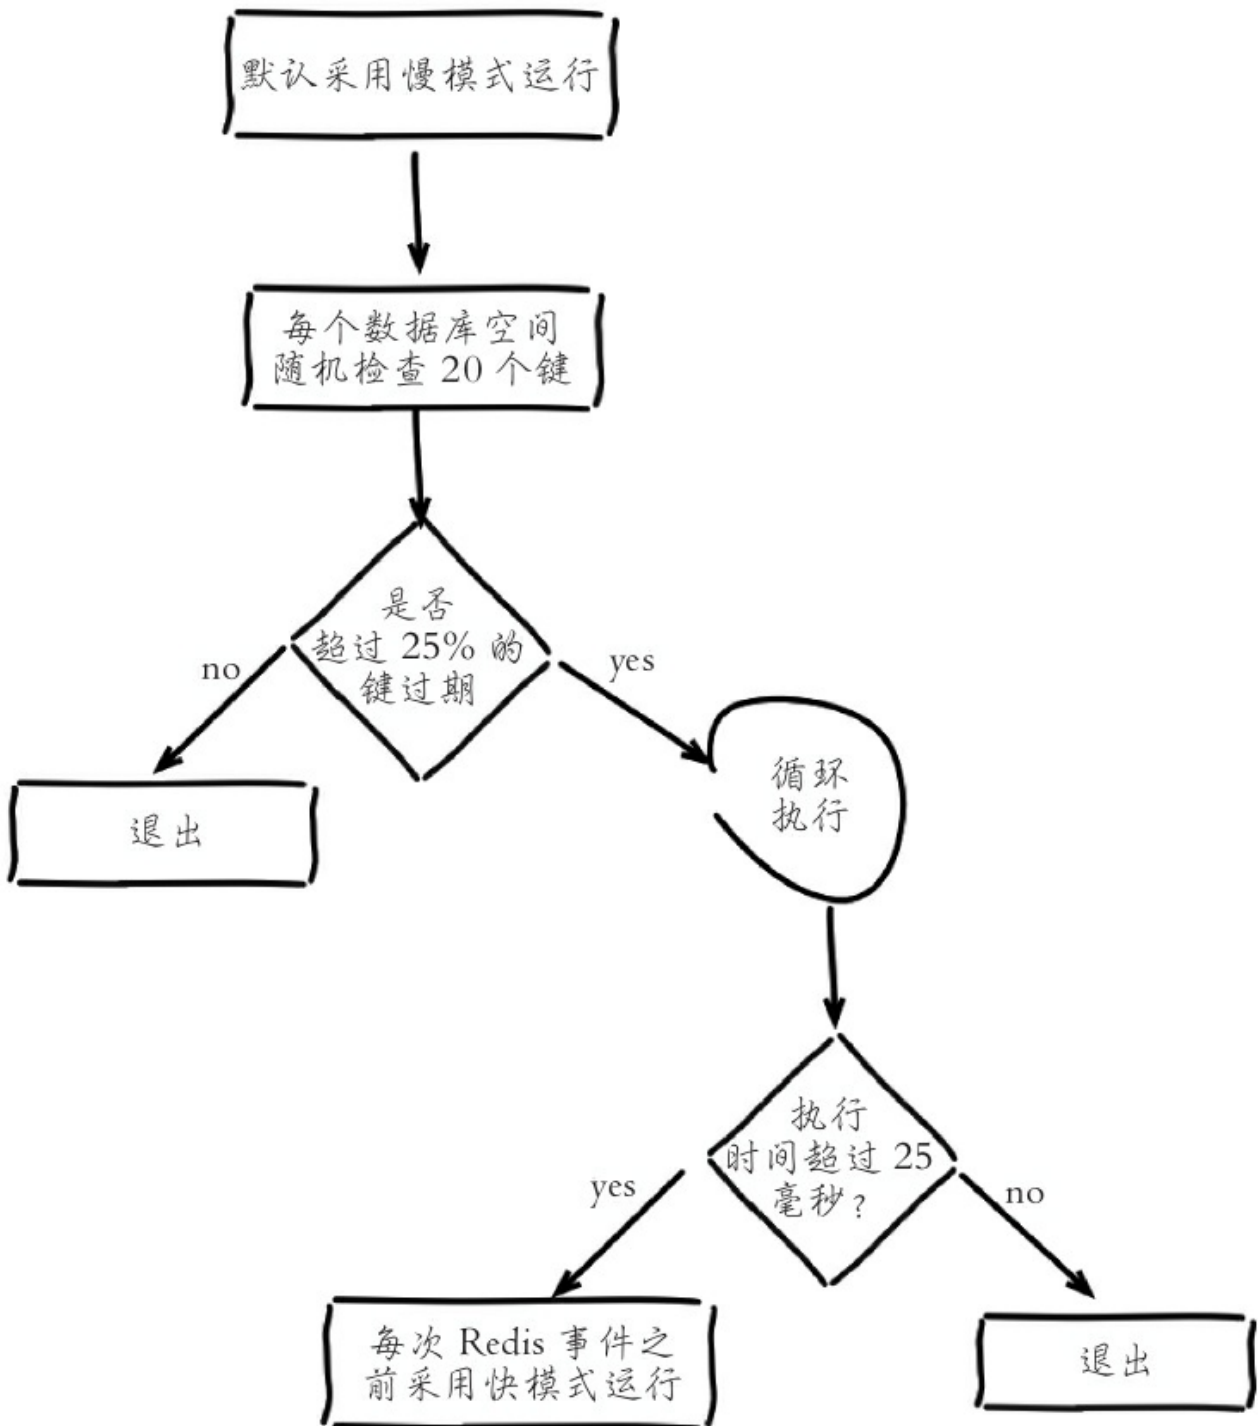 默认采用慢模式运行
每个数据库空间
随机检查 20 个键
是否
超过 25% 的
键过期
no
yes
退出
循环
执行
执行
时间超过 25
毫秒?
yes
no
每次 Redis 事件之
前采用快模式运行
退出